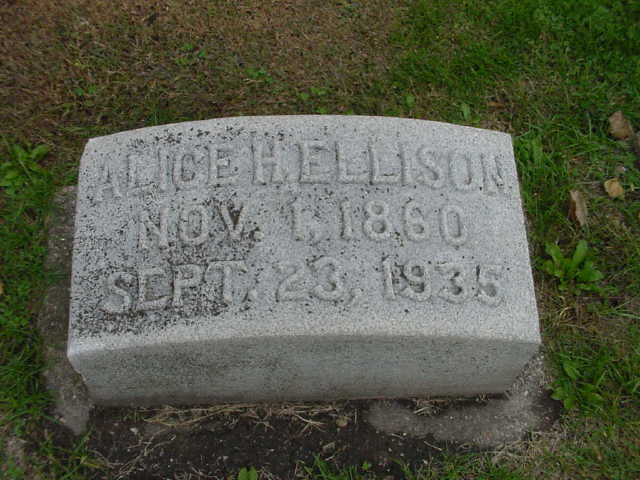 ALICE H. ELLISON
NOV. 1, 1860
SEPT. 23, 1935